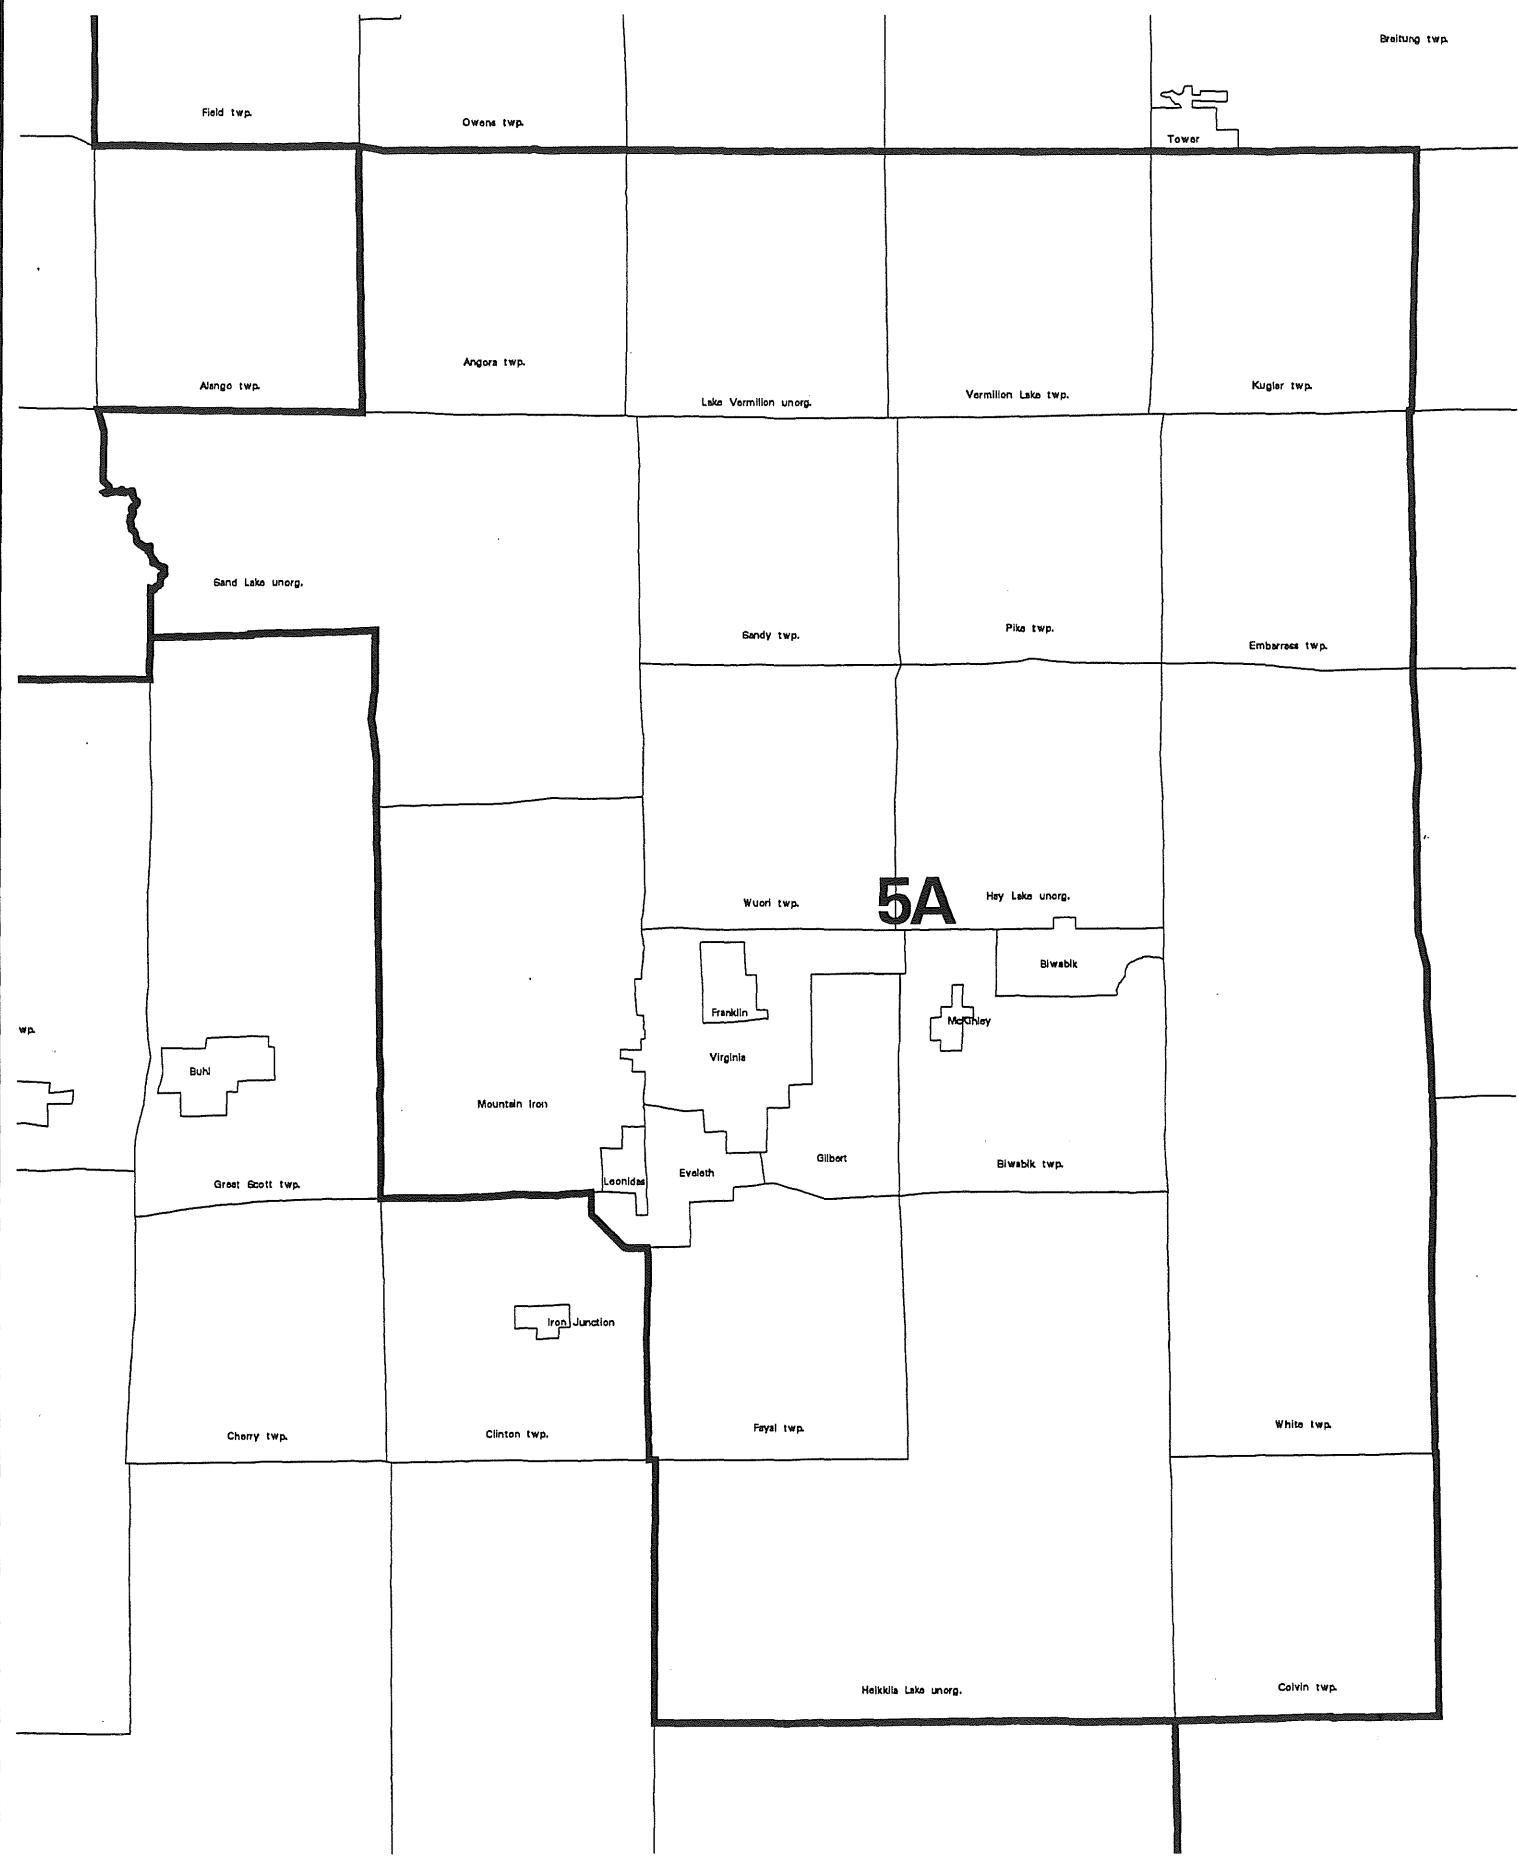 Breitung twp.
Field twp.
Owens twp.
Tower
Alango twp.
Angora twp.
Lake Vermilion unorg.
Vermilion Lake twp.
Kugler twp.
Sand Lake unorg.
Sandy twp.
Pike twp.
Embarrass twp.
Wuori twp.
5A
Hay Lake unorg.
Biwabik
Franklin
McKinley
wp.
Virginia
Buhl
Mountain Iron
Gilbert
Biwabik twp.
Eveleth
Leonidas
Great Scott twp.
Iron Junction
Cherry twp.
Clinton twp.
Fayal twp.
White twp.
Heikkila Lake unorg.
Colvin twp.